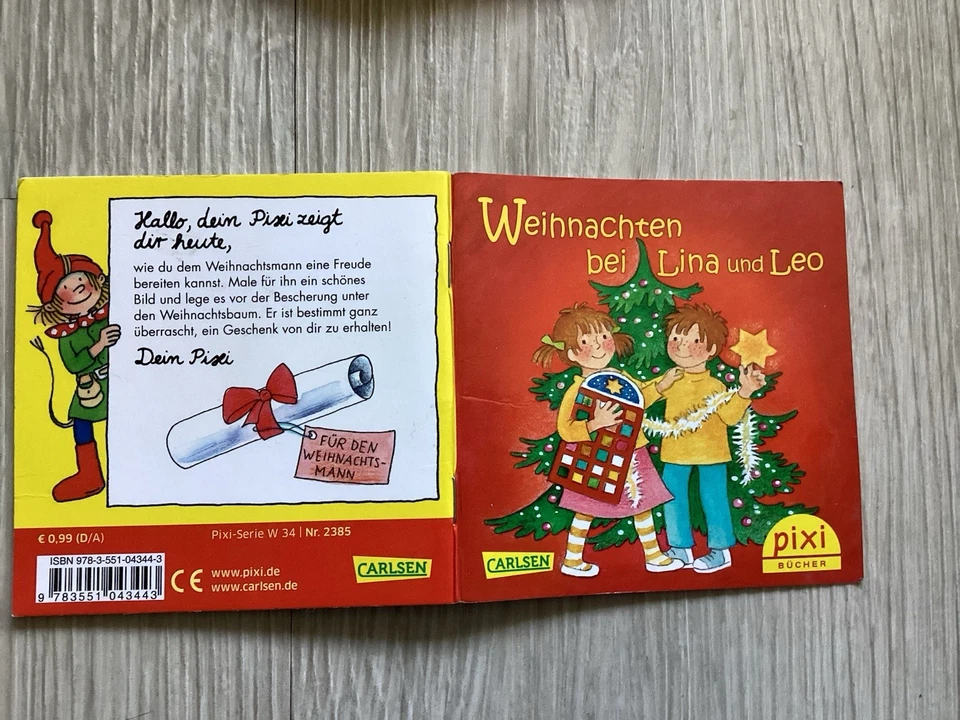 Hallo, dein Pixi zeigt
dir heute,
wie du dem Weihnachtsmann eine Freude
bereiten kannst. Male für ihn ein schönes
Bild und lege es vor der Bescherung unter
den Weihnachtsbaum. Er ist bestimmt ganz
überrascht, ein Geschenk von dir zu erhalten!
Dein Pixi
FÜR DEN
WEIHNACHTS-
MANN
€ 0,99 (D/A)
Pixi-Serie W 34 | Nr. 2385
ISBN 978-3-551-04344-3
9 783551 043443
CE
www.pixi.de
www.carlsen.de
CARLSEN
Weihnachten
bei Lina und Leo
CARLSEN
pixi
BÜCHER